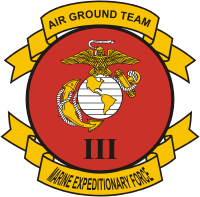 AIR GROUND TEAM
III
MARINE EXPEDITIONARY FORCE